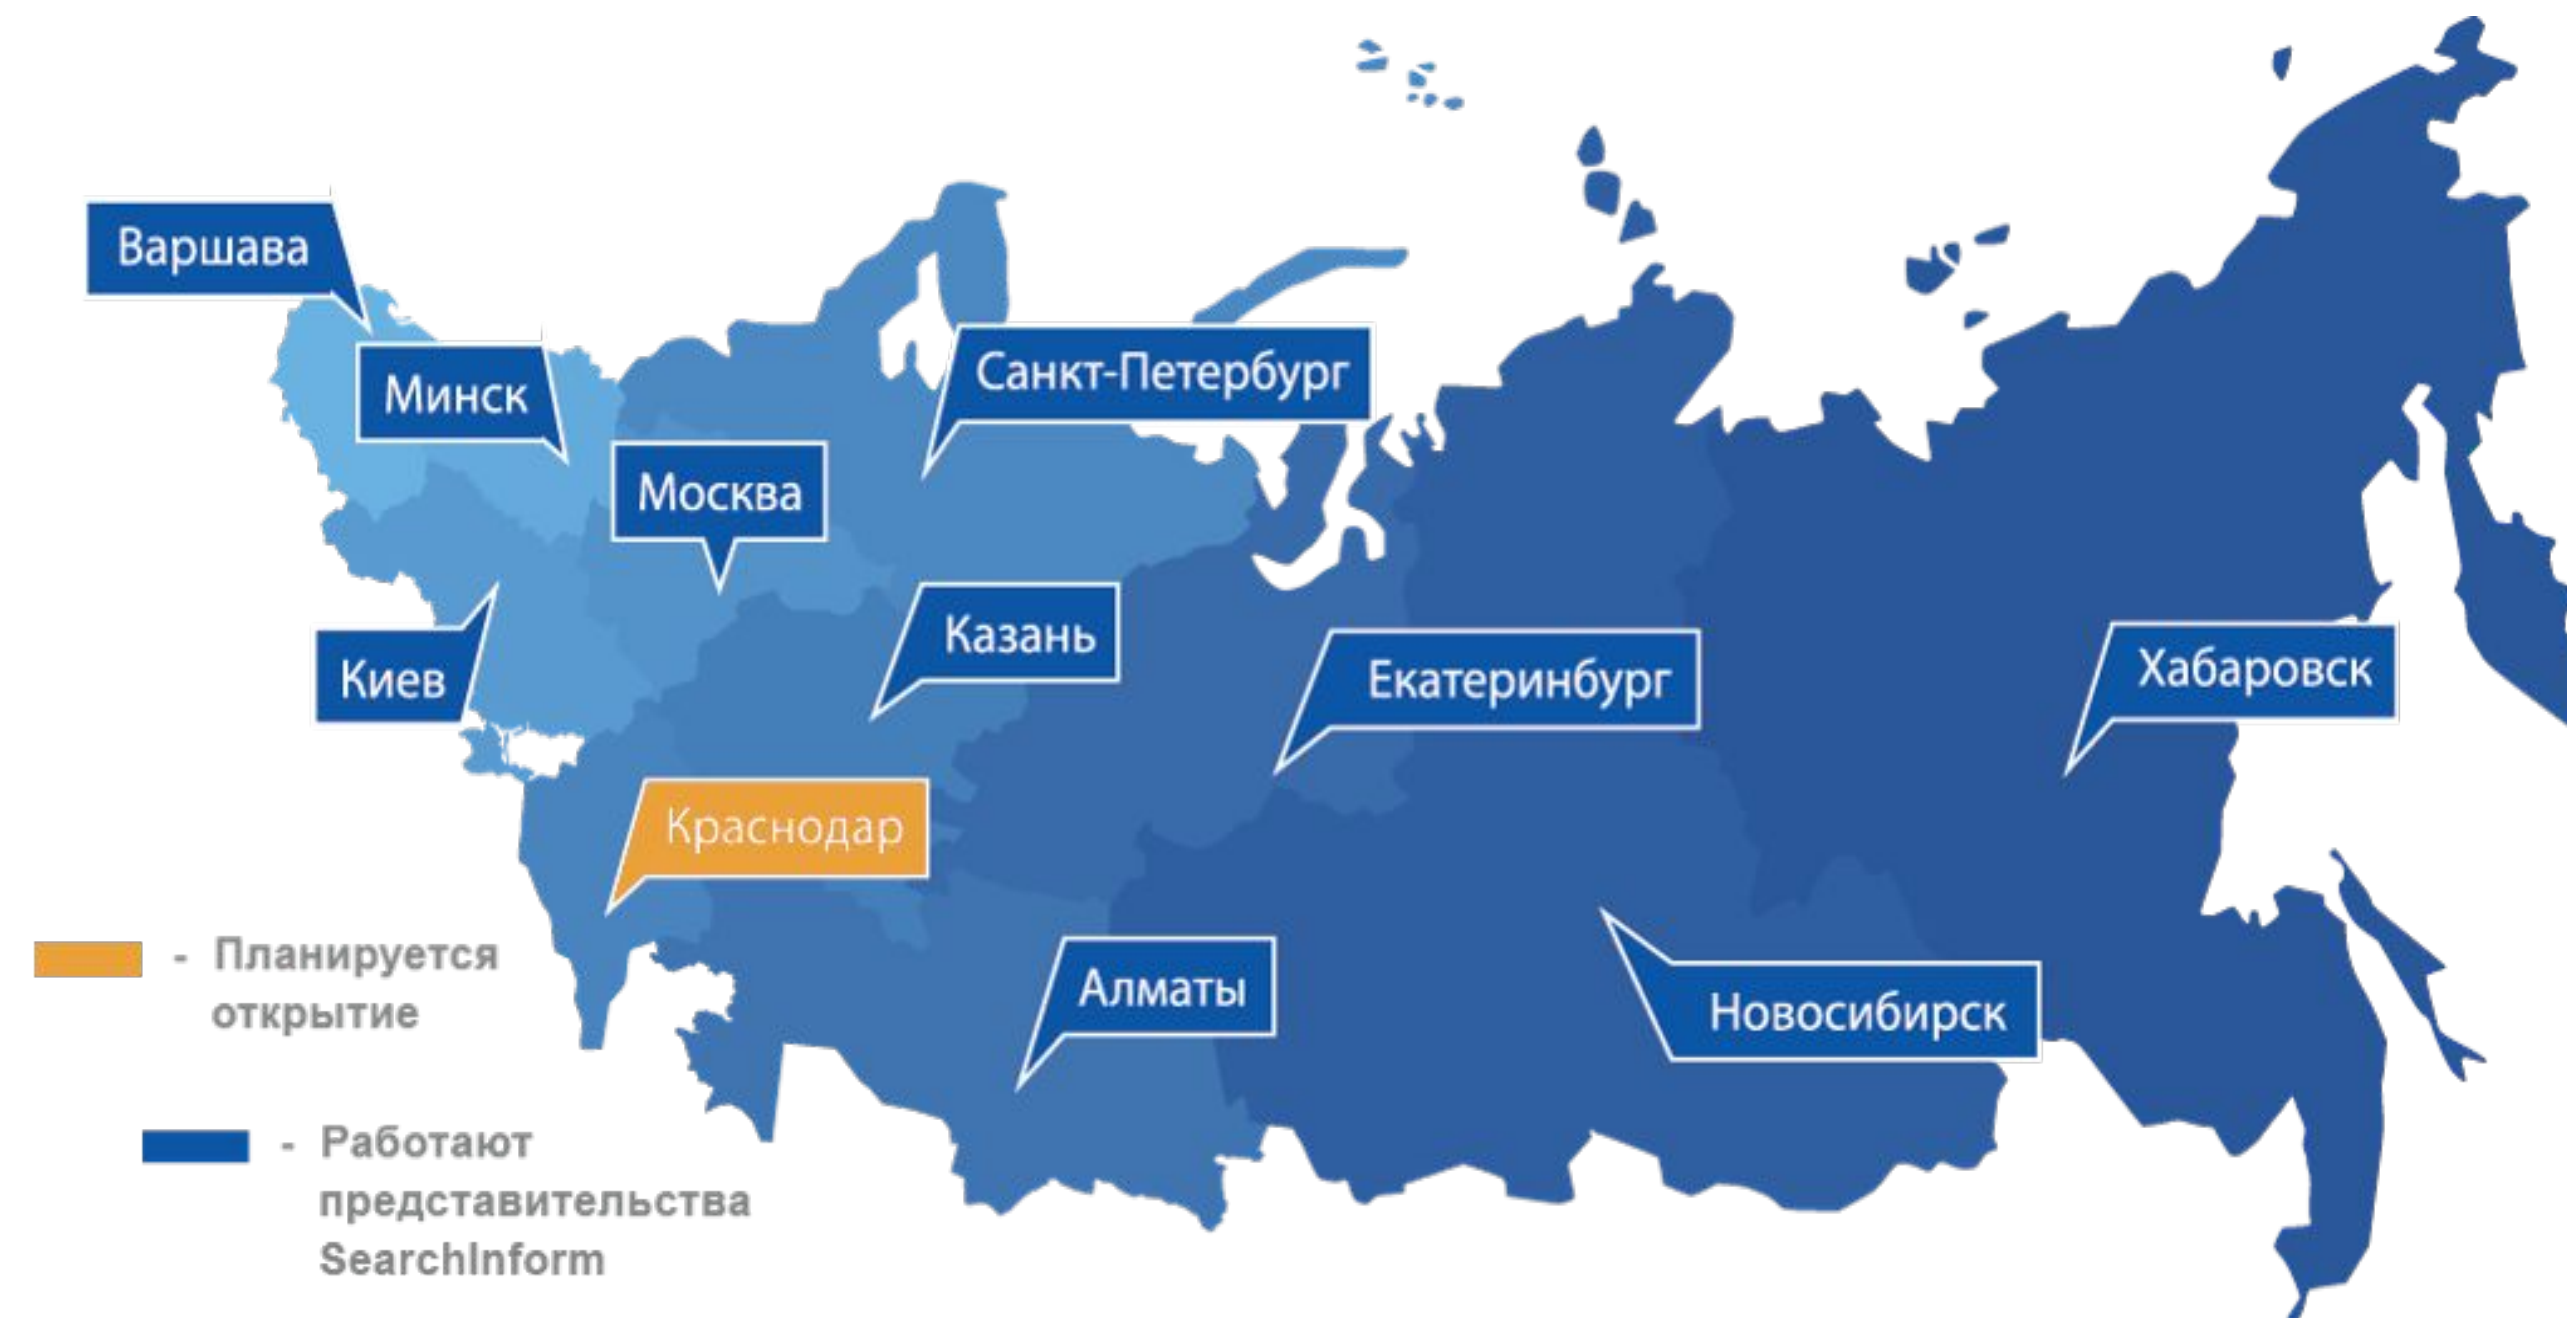 Варшава
Минск
Санкт-Петербург
Москва
Казань
Киев
Екатеринбург
Хабаровск
Краснодар
Алматы
Новосибирск
- Планируется
открытие
- Работают
представительства
SearchInform